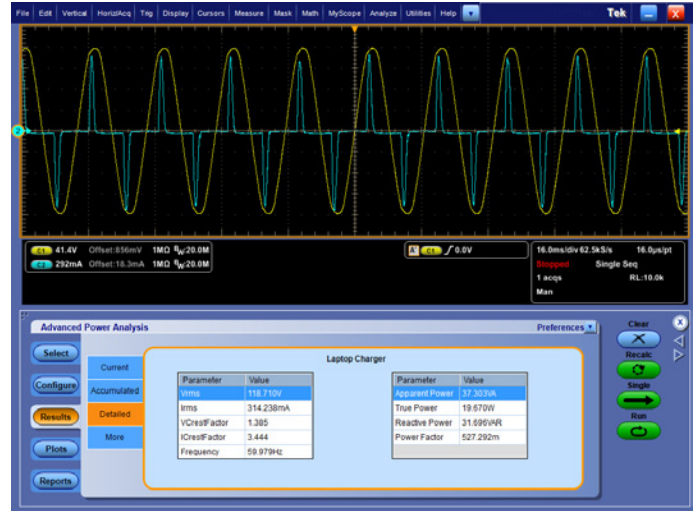 File Edit Vertical Horiz/Acq Trig Display Cursors Measure Mask Math MyScope Analyze Utilities Help Tek X
2
C1 41.4V Offset:856mV 1MΩ BW:20.0M
C2 292mA Offset:18.3mA 1MΩ BW:20.0M
A' C1 0.0V
16.0ms/div 62.5kS/s 16.0µs/pt
Stopped Single Seq
1 acqs RL:10.0k
Man
Advanced Power Analysis Preferences
Clear X
Select
Configure
Results
Plots
Reports
Current
Accumulated
Detailed
More
Laptop Charger
Parameter Value
Vrms 118.710V
Irms 314.238mA
VCrestFactor 1.385
ICrestFactor 3.444
Frequency 59.979Hz
Parameter Value
Apparent Power 37.303VA
True Power 19.670W
Reactive Power 31.696VAR
Power Factor 527.292m
Recalc
Single
Run